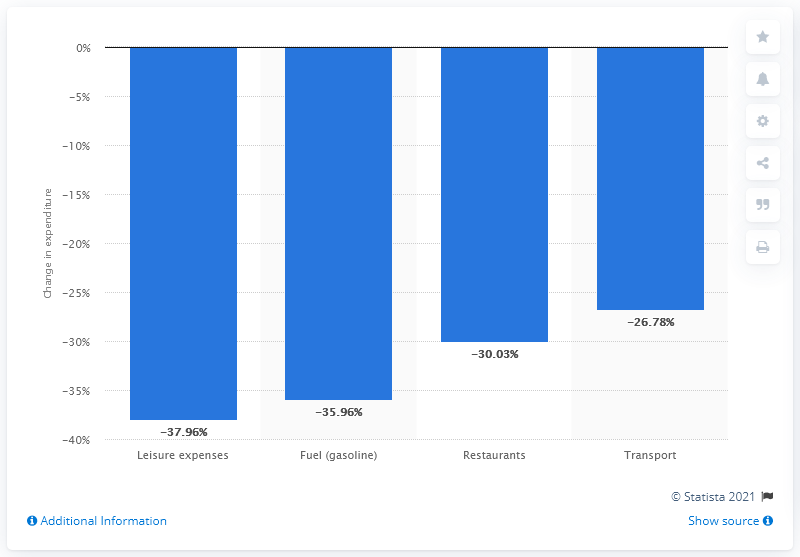 0%
−5%
−10%
−15%
−20%
−25%
−30%
−35%
−40%
Change in expenditure
−37.96%
−35.96%
−30.03%
−26.78%
Leisure expenses
Fuel (gasoline)
Restaurants
Transport
© Statista 2021
Additional Information
Show source